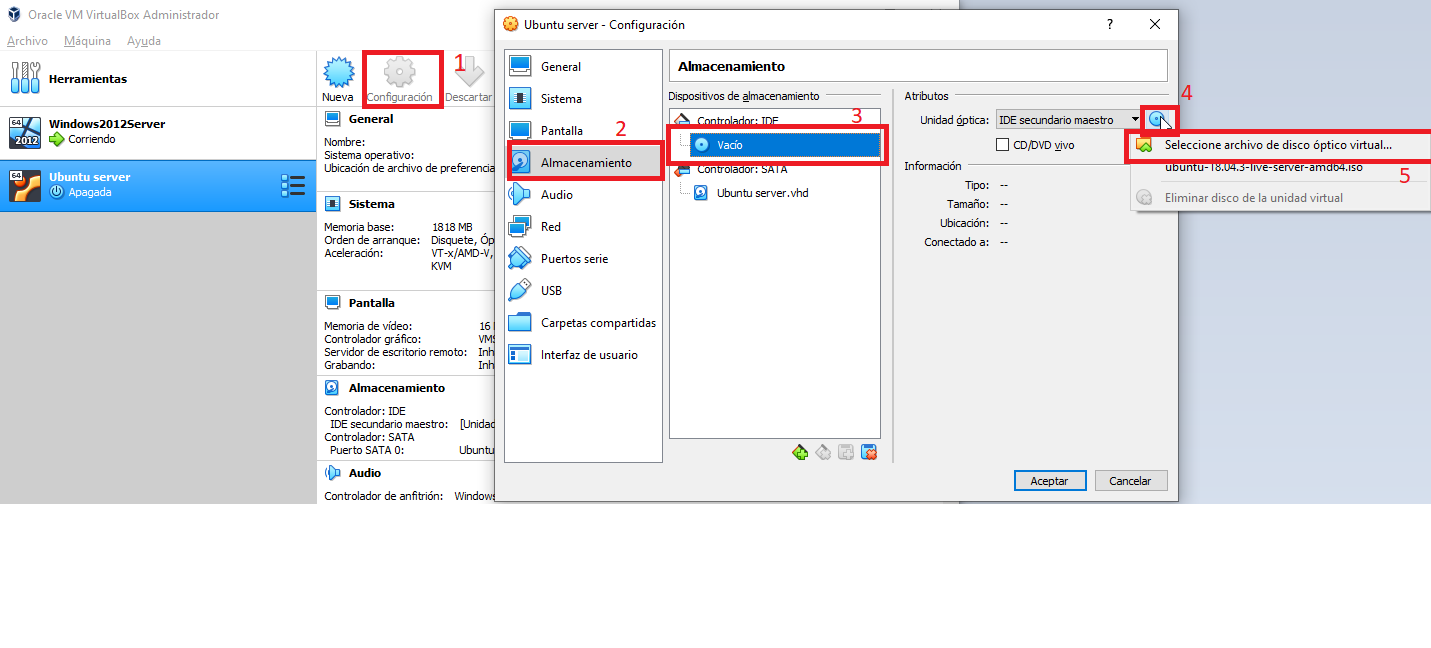 Oracle VM VirtualBox Administrador
Archivo Máquina Ayuda
Herramientas
64
2012
Windows2012Server
Corriendo
64
Ubuntu server
Apagada
1
Nueva Configuración Descartar
General
Nombre:
Sistema operativo:
Ubicación de archivo de preferencia
Sistema
Memoria base: 1818 MB
Orden de arranque: Disquete, Óp
Aceleración: VT-x/AMD-V,
KVM
Pantalla
Memoria de vídeo: 16
Controlador gráfico: VMS
Servidor de escritorio remoto: Inh
Grabando: Inh
Almacenamiento
Controlador: IDE
IDE secundario maestro: [Unidad
Controlador: SATA
Puerto SATA 0: Ubuntu
Audio
Controlador de anfitrión: Windows
Ubuntu server - Configuración ?
General
Sistema
Pantalla
2
Almacenamiento
Audio
Red
Puertos serie
USB
Carpetas compartidas
Interfaz de usuario
Almacenamiento
Dispositivos de almacenamiento
Controlador: IDE
3
Vacío
Controlador: SATA
Ubuntu server.vhd
Atributos
4
Unidad óptica: IDE secundario maestro
CD/DVD vivo
Información
Tipo: --
Tamaño: --
Ubicación: --
Conectado a: --
Seleccione archivo de disco óptico virtual...
ubuntu-18.04.3-live-server-amd64.iso
5
Eliminar disco de la unidad virtual
Aceptar Cancelar